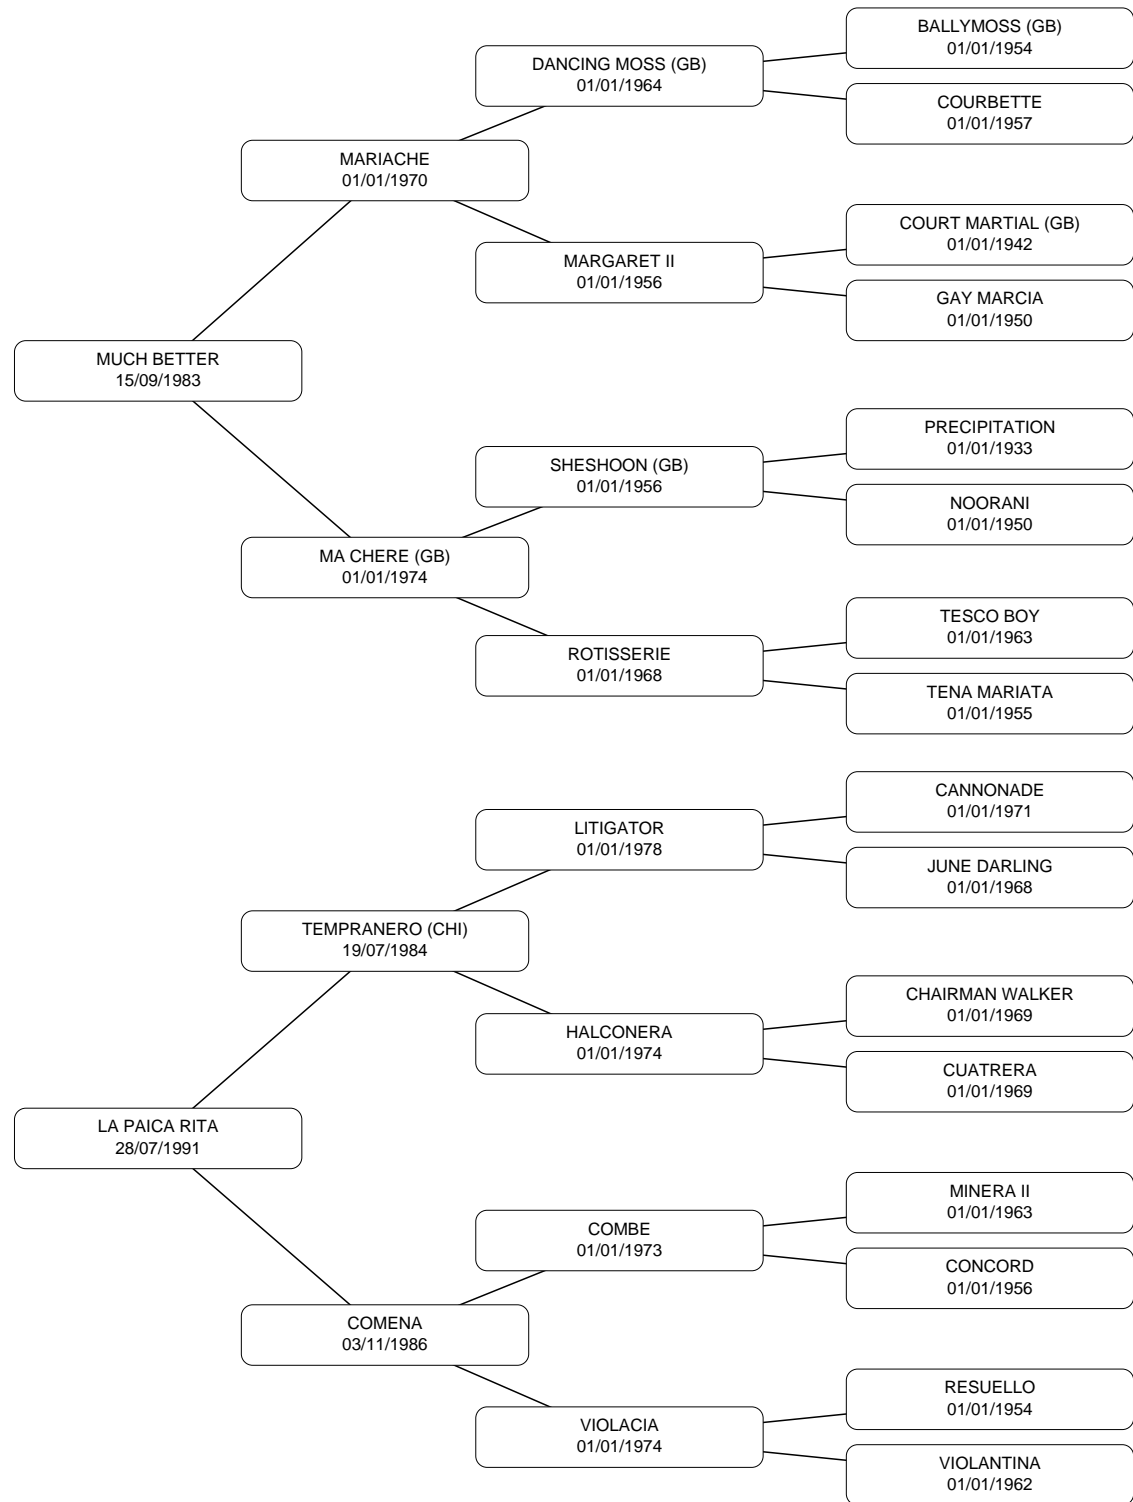 BALLYMOSS (GB)
01/01/1954
DANCING MOSS (GB)
01/01/1964
COURBETTE
01/01/1957
MARIACHE
01/01/1970
COURT MARTIAL (GB)
01/01/1942
MARGARET II
01/01/1956
GAY MARCIA
01/01/1950
MUCH BETTER
15/09/1983
PRECIPITATION
01/01/1933
SHESHOON (GB)
01/01/1956
NOORANI
01/01/1950
MA CHERE (GB)
01/01/1974
TESCO BOY
01/01/1963
ROTISSERIE
01/01/1968
TENA MARIATA
01/01/1955
CANNONADE
01/01/1971
LITIGATOR
01/01/1978
JUNE DARLING
01/01/1968
TEMPRANERO (CHI)
19/07/1984
CHAIRMAN WALKER
01/01/1969
HALCONERA
01/01/1974
CUATRERA
01/01/1969
LA PAICA RITA
28/07/1991
MINERA II
01/01/1963
COMBE
01/01/1973
CONCORD
01/01/1956
COMENA
03/11/1986
RESUELLO
01/01/1954
VIOLACIA
01/01/1974
VIOLANTINA
01/01/1962